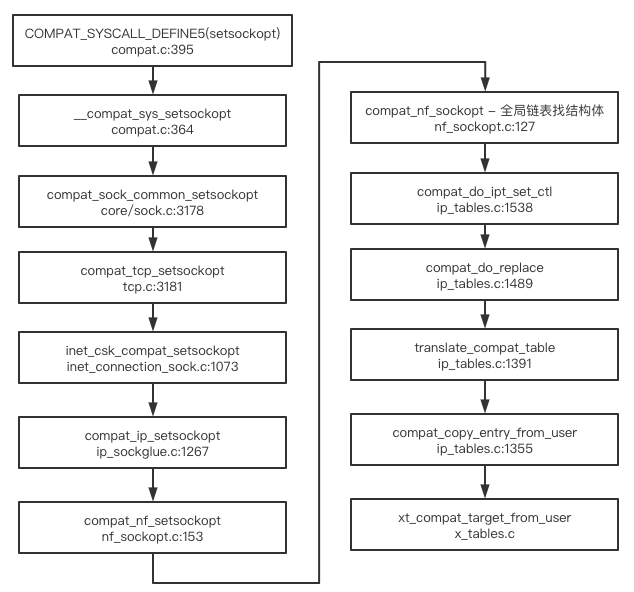 COMPAT_SYSCALL_DEFINE5(setsockopt)
compat.c:395
__compat_sys_setsockopt
compat.c:364
compat_sock_common_setsockopt
core/sock.c:3178
compat_tcp_setsockopt
tcp.c:3181
inet_csk_compat_setsockopt
inet_connection_sock.c:1073
compat_ip_setsockopt
ip_sockglue.c:1267
compat_nf_setsockopt
nf_sockopt.c:153
compat_nf_sockopt – 全局链表找结构体
nf_sockopt.c:127
compat_do_ipt_set_ctl
ip_tables.c:1538
compat_do_replace
ip_tables.c:1489
translate_compat_table
ip_tables.c:1391
compat_copy_entry_from_user
ip_tables.c:1355
xt_compat_target_from_user
x_tables.c